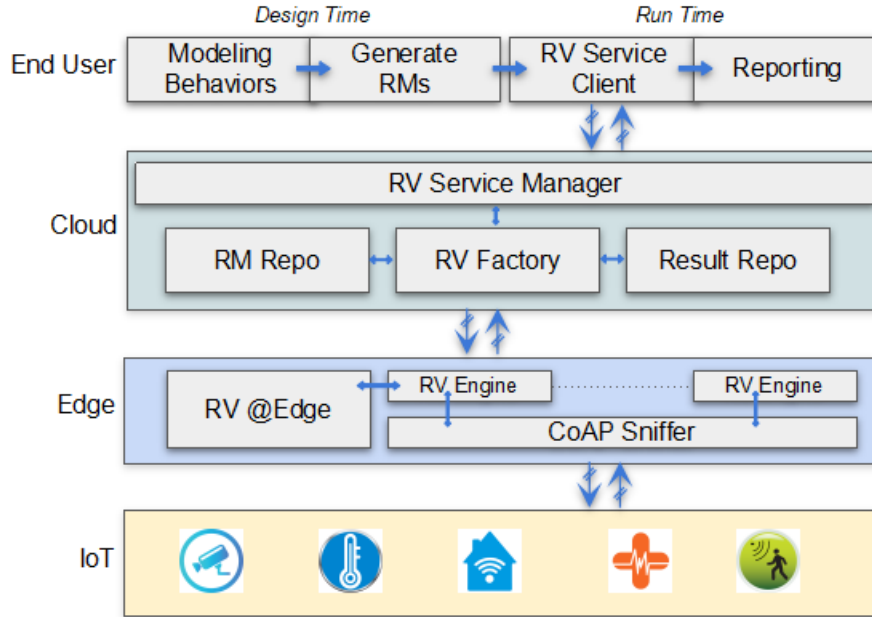 Design Time
Run Time
End User
Modeling
Behaviors
Generate
RMs
RV Service
Client
Reporting
Cloud
RV Service Manager
RM Repo
RV Factory
Result Repo
Edge
RV @Edge
RV Engine
RV Engine
CoAP Sniffer
IoT